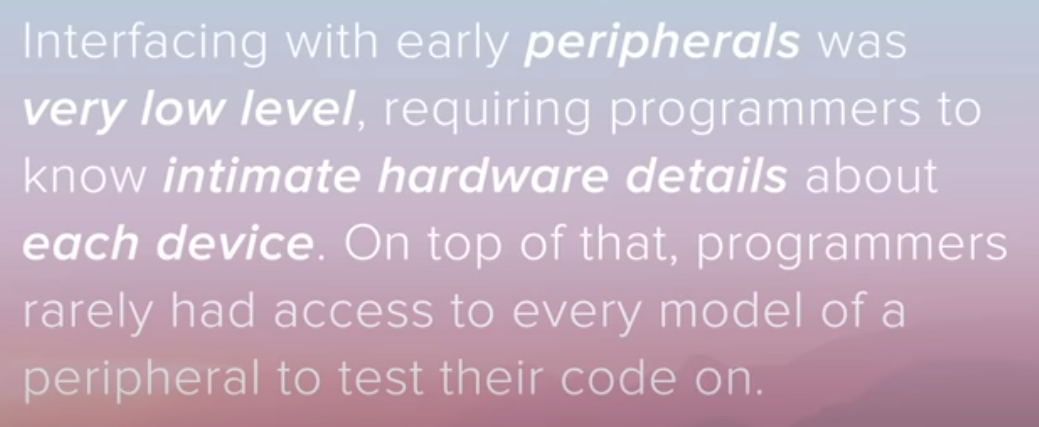 Interfacing with early peripherals was
very low level, requiring programmers to
know intimate hardware details about
each device. On top of that, programmers
rarely had access to every model of a
peripheral to test their code on.